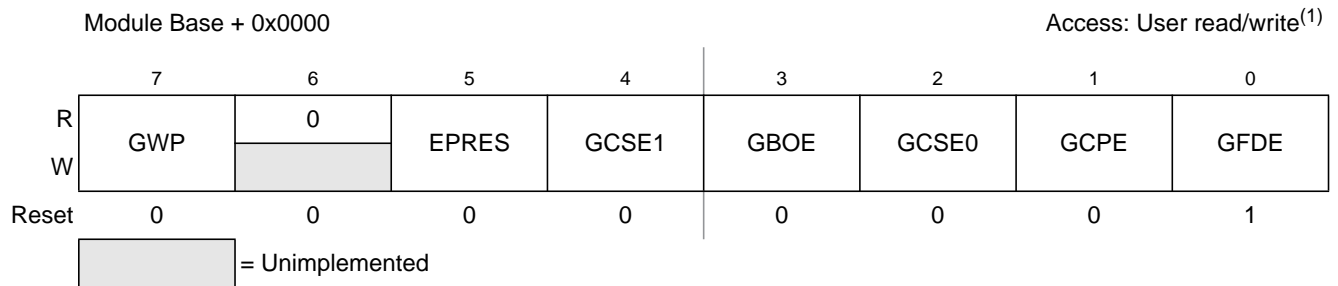 Module Base + 0x0000 Access: User read/write(1)
7 6 5 4 3 2 1 0
R GWP 0 EPRES GCSE1 GBOE GCSE0 GCPE GFDE
W
Reset 0 0 0 0 0 0 0 1
= Unimplemented